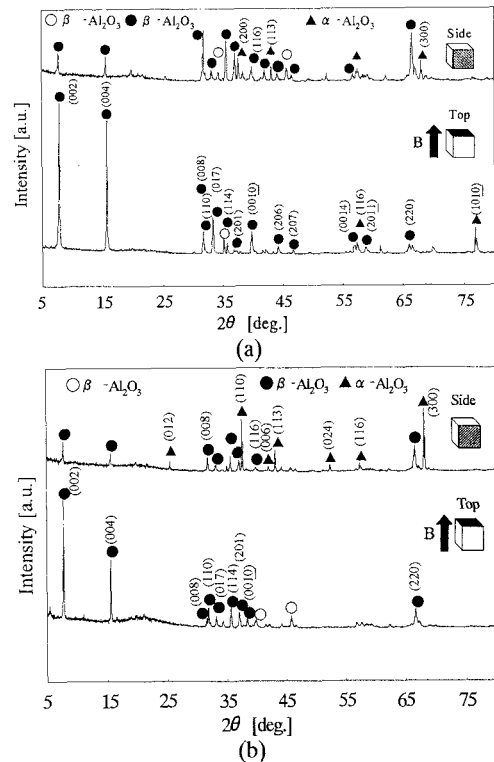 ○ β -Al2O3 ● β -Al2O3 ▲ α -Al2O3
(200)
(116)
(113)
(300)
Side
(002)
(004)
B
Top
(008)
(110)
(017)
(114)
(201)
(0010)
(206)
(207)
(0014)
(116)
(2011)
(220)
(1010)
Intensity [a.u.]
5 15 25 35 45 55 65 75
2θ [deg.]
(a)
○ β -Al2O3 ● β -Al2O3 ▲ α -Al2O3
(012)
(008)
(110)
(116)
(006)
(113)
(024)
(116)
(300)
Side
(002)
(004)
B
Top
(008)
(110)
(017)
(114)
(201)
(0010)
(220)
Intensity [a.u.]
5 15 25 35 45 55 65 75
2θ [deg.]
(b)